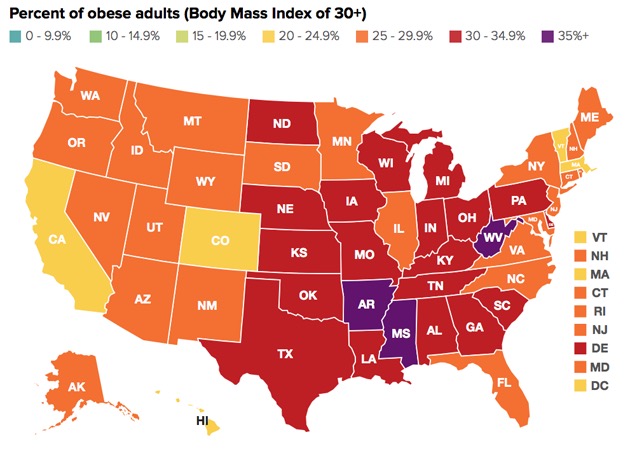 Percent of obese adults (Body Mass Index of 30+)
0 - 9.9% 10 - 14.9% 15 - 19.9% 20 - 24.9% 25 - 29.9% 30 - 34.9% 35%+
WA
ME
MT
ND
MN
VT
NH
OR
ID
WI
NY
MA
SD
MI
CT
WY
PA
NJ
NE
IA
OH
NV
IL
IN
MD
DE
UT
CO
WV
VA
CA
KS
MO
KY
NC
TN
AZ
NM
OK
AR
SC
MS
AL
GA
TX
LA
FL
AK
HI
VT
NH
MA
CT
RI
NJ
DE
MD
DC